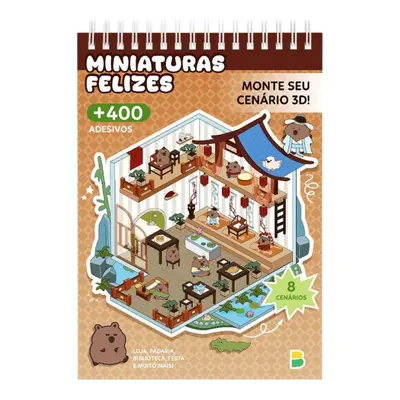 MINIATURAS
FELIZES
+400
ADESIVOS
MONTE SEU
CENÁRIO 3D!
8
CENÁRIOS
LOJA, PADARIA,
BIBLIOTECA, FESTA
E MUITO MAIS!
B